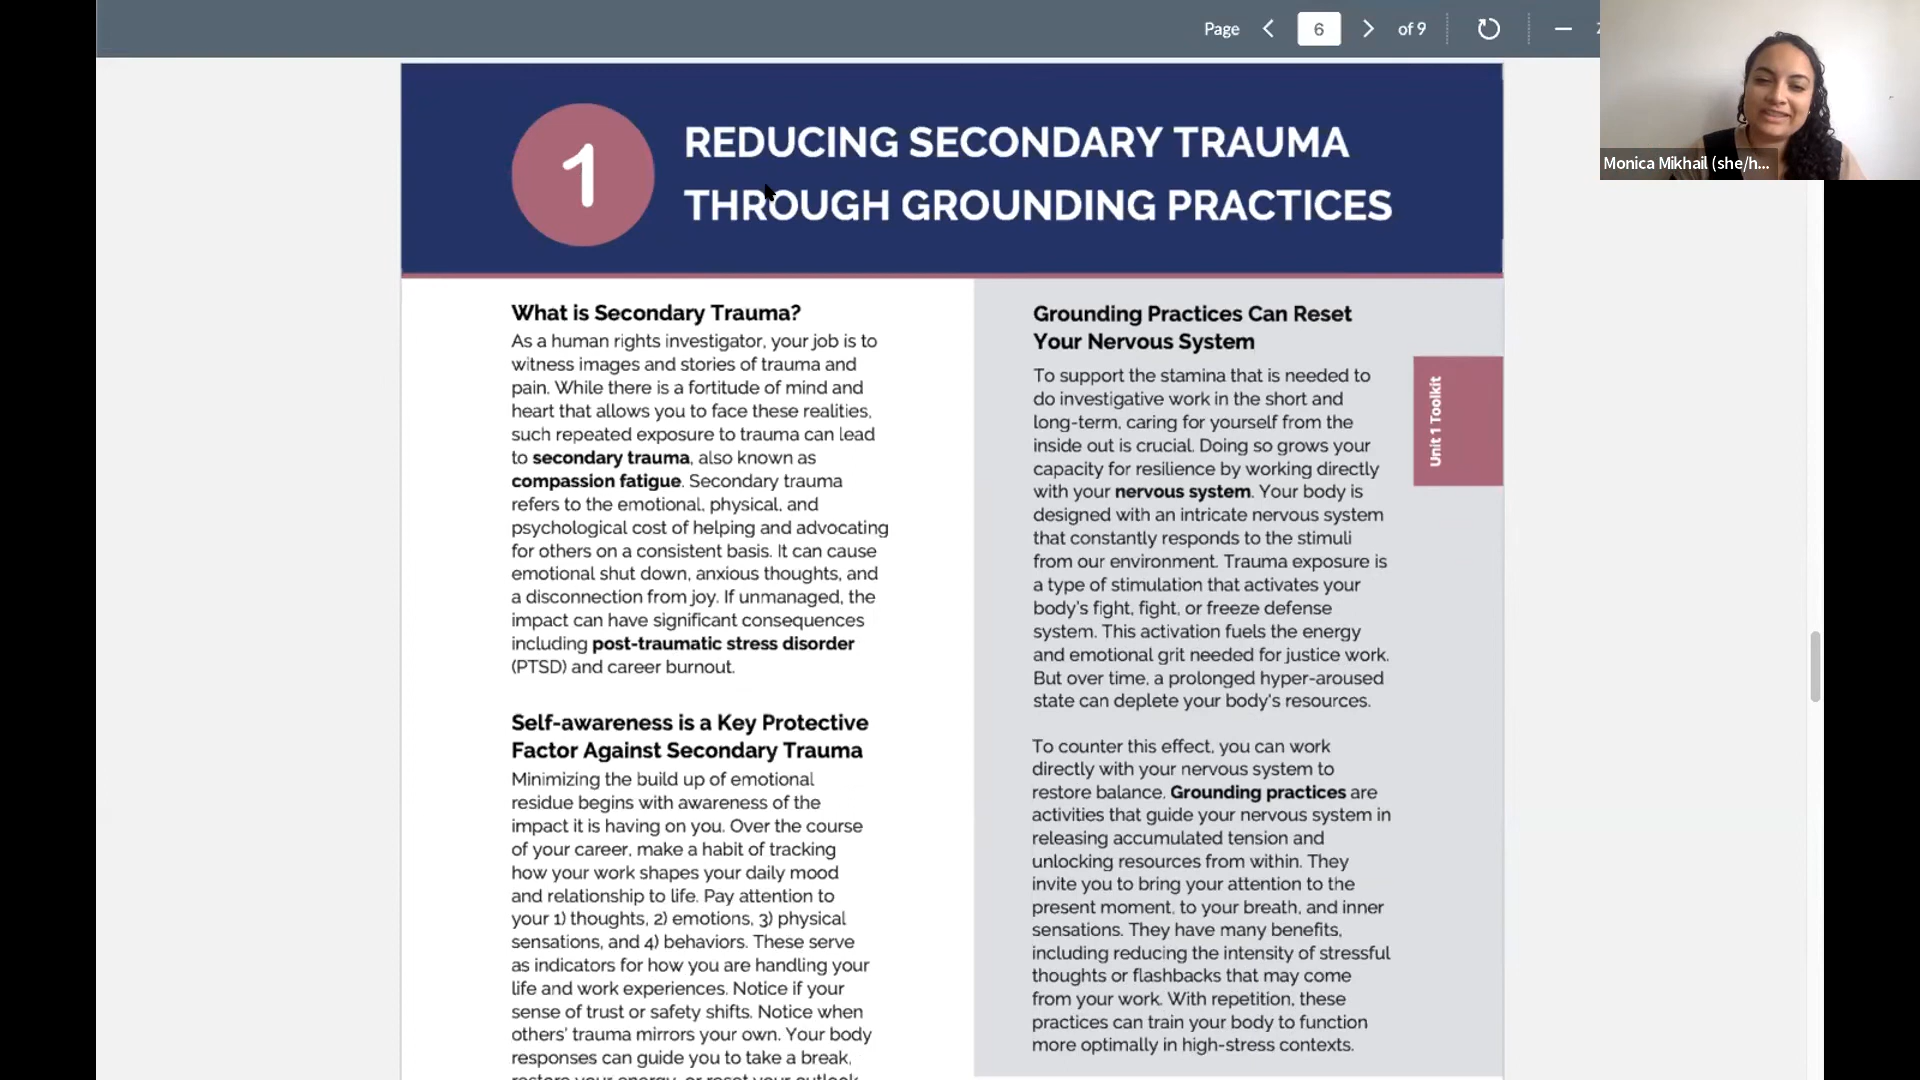 Page
6
of 9
Monica Mikhail (she/h...
1
REDUCING SECONDARY TRAUMA
THROUGH GROUNDING PRACTICES
What is Secondary Trauma?
As a human rights investigator, your job is to
witness images and stories of trauma and
pain. While there is a fortitude of mind and
heart that allows you to face these realities,
such repeated exposure to trauma can lead
to secondary trauma, also known as
compassion fatigue. Secondary trauma
refers to the emotional, physical, and
psychological cost of helping and advocating
for others on a consistent basis. It can cause
emotional shut down, anxious thoughts, and
a disconnection from joy. If unmanaged, the
impact can have significant consequences
including post-traumatic stress disorder
(PTSD) and career burnout.
Self-awareness is a Key Protective
Factor Against Secondary Trauma
Minimizing the build up of emotional
residue begins with awareness of the
impact it is having on you. Over the course
of your career, make a habit of tracking
how your work shapes your daily mood
and relationship to life. Pay attention to
your 1) thoughts, 2) emotions, 3) physical
sensations, and 4) behaviors. These serve
as indicators for how you are handling your
life and work experiences. Notice if your
sense of trust or safety shifts. Notice when
others' trauma mirrors your own. Your body
responses can guide you to take a break,
restore your energy, or reset your outlook
Grounding Practices Can Reset
Your Nervous System
To support the stamina that is needed to
do investigative work in the short and
long-term, caring for yourself from the
inside out is crucial. Doing so grows your
capacity for resilience by working directly
with your nervous system. Your body is
designed with an intricate nervous system
that constantly responds to the stimuli
from our environment. Trauma exposure is
a type of stimulation that activates your
body's fight, fight, or freeze defense
system. This activation fuels the energy
and emotional grit needed for justice work.
But over time, a prolonged hyper-aroused
state can deplete your body's resources.
To counter this effect, you can work
directly with your nervous system to
restore balance. Grounding practices are
activities that guide your nervous system in
releasing accumulated tension and
unlocking resources from within. They
invite you to bring your attention to the
present moment, to your breath, and inner
sensations. They have many benefits,
including reducing the intensity of stressful
thoughts or flashbacks that may come
from your work. With repetition, these
practices can train your body to function
more optimally in high-stress contexts.
Unit 1 Toolkit